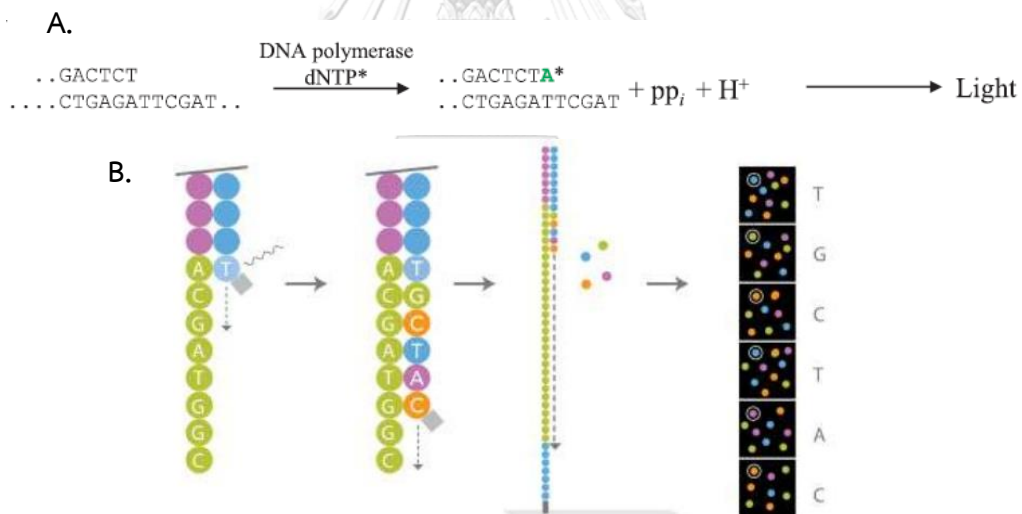 A.
DNA polymerase
dNTP*
..GACTCT
....CTGAGATTCGAT..
..GACTCTA*
..CTGAGATTCGAT
+ ppi + H+
Light
B.
A T
C
G
A
T
G
G
C
A T
C G
G C
A T
T A
G C
G
C
T
G
C
T
A
C